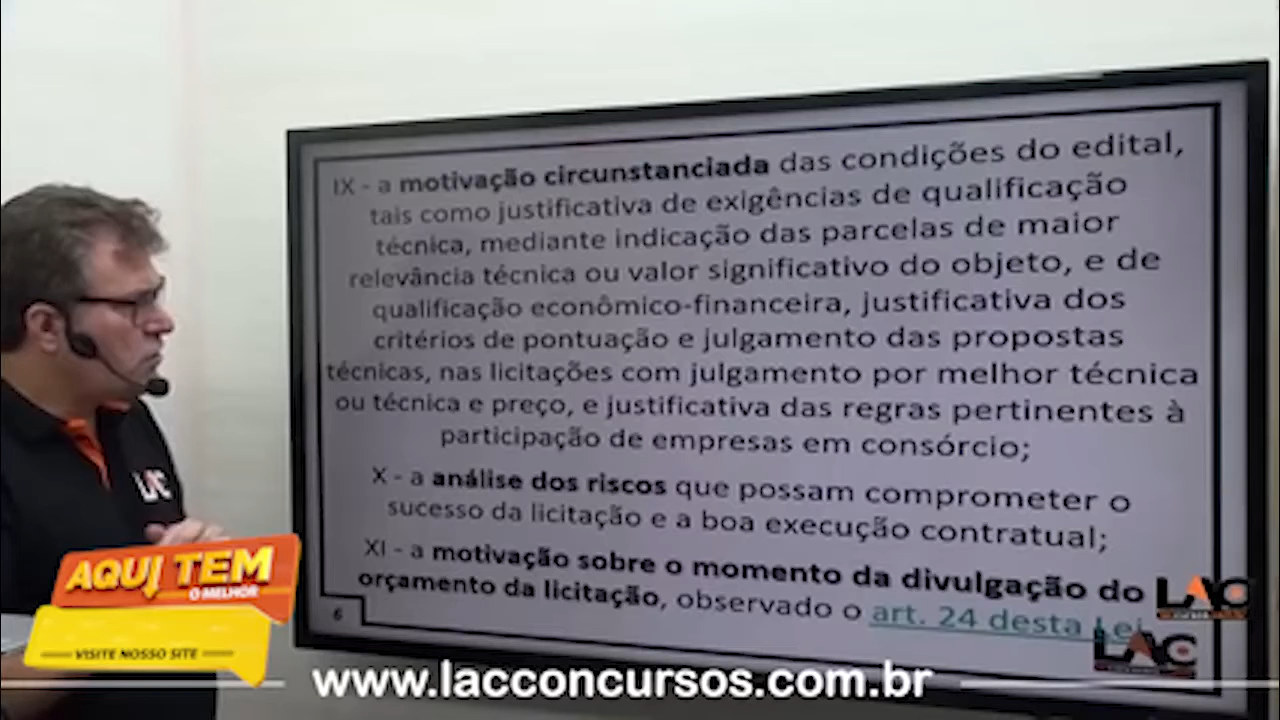 IX - a motivação circunstanciada das condições do edital,
tais como justificativa de exigências de qualificação
técnica, mediante indicação das parcelas de maior
relevância técnica ou valor significativo do objeto, e de
qualificação econômico-financeira, justificativa dos
critérios de pontuação e julgamento das propostas
técnicas, nas licitações com julgamento por melhor técnica
ou técnica e preço, e justificativa das regras pertinentes à
participação de empresas em consórcio;
X - a análise dos riscos que possam comprometer o
sucesso da licitação e a boa execução contratual;
XI - a motivação sobre o momento da divulgação do
orçamento da licitação, observado o art. 24 desta Lei
6
LAC
LAC
LAC
AQUI TEM
O MELHOR
VISITE NOSSO SITE
www.lacconcursos.com.br